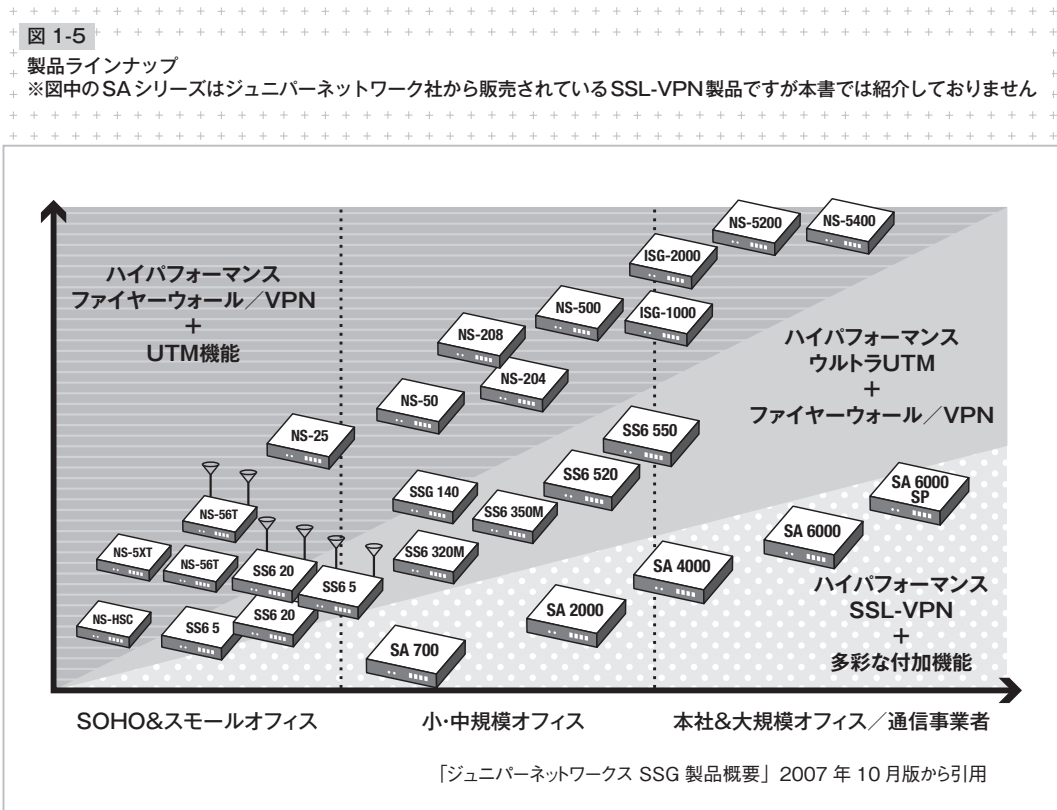 図 1-5
製品ラインナップ
※図中のSAシリーズはジュニパーネットワーク社から販売されているSSL-VPN製品ですが本書では紹介しておりません
ハイパフォーマンス
ファイヤーウォール／VPN
+
UTM機能
NS-5200
NS-5400
ISG-2000
NS-500
ISG-1000
NS-208
NS-204
NS-50
NS-25
ハイパフォーマンス
ウルトラUTM
+
ファイヤーウォール／VPN
SS6 550
SS6 520
SSG 140
SS6 350M
SS6 320M
NS-56T
NS-5XT
NS-56T
SS6 20
SS6 5
NS-HSC
SS6 5
SS6 20
SA 6000
SP
SA 6000
SA 4000
SA 2000
SA 700
ハイパフォーマンス
SSL-VPN
+
多彩な付加機能
SOHO&スモールオフィス
小・中規模オフィス
本社&大規模オフィス／通信事業者
「ジュニパーネットワークス SSG 製品概要」2007 年 10 月版から引用